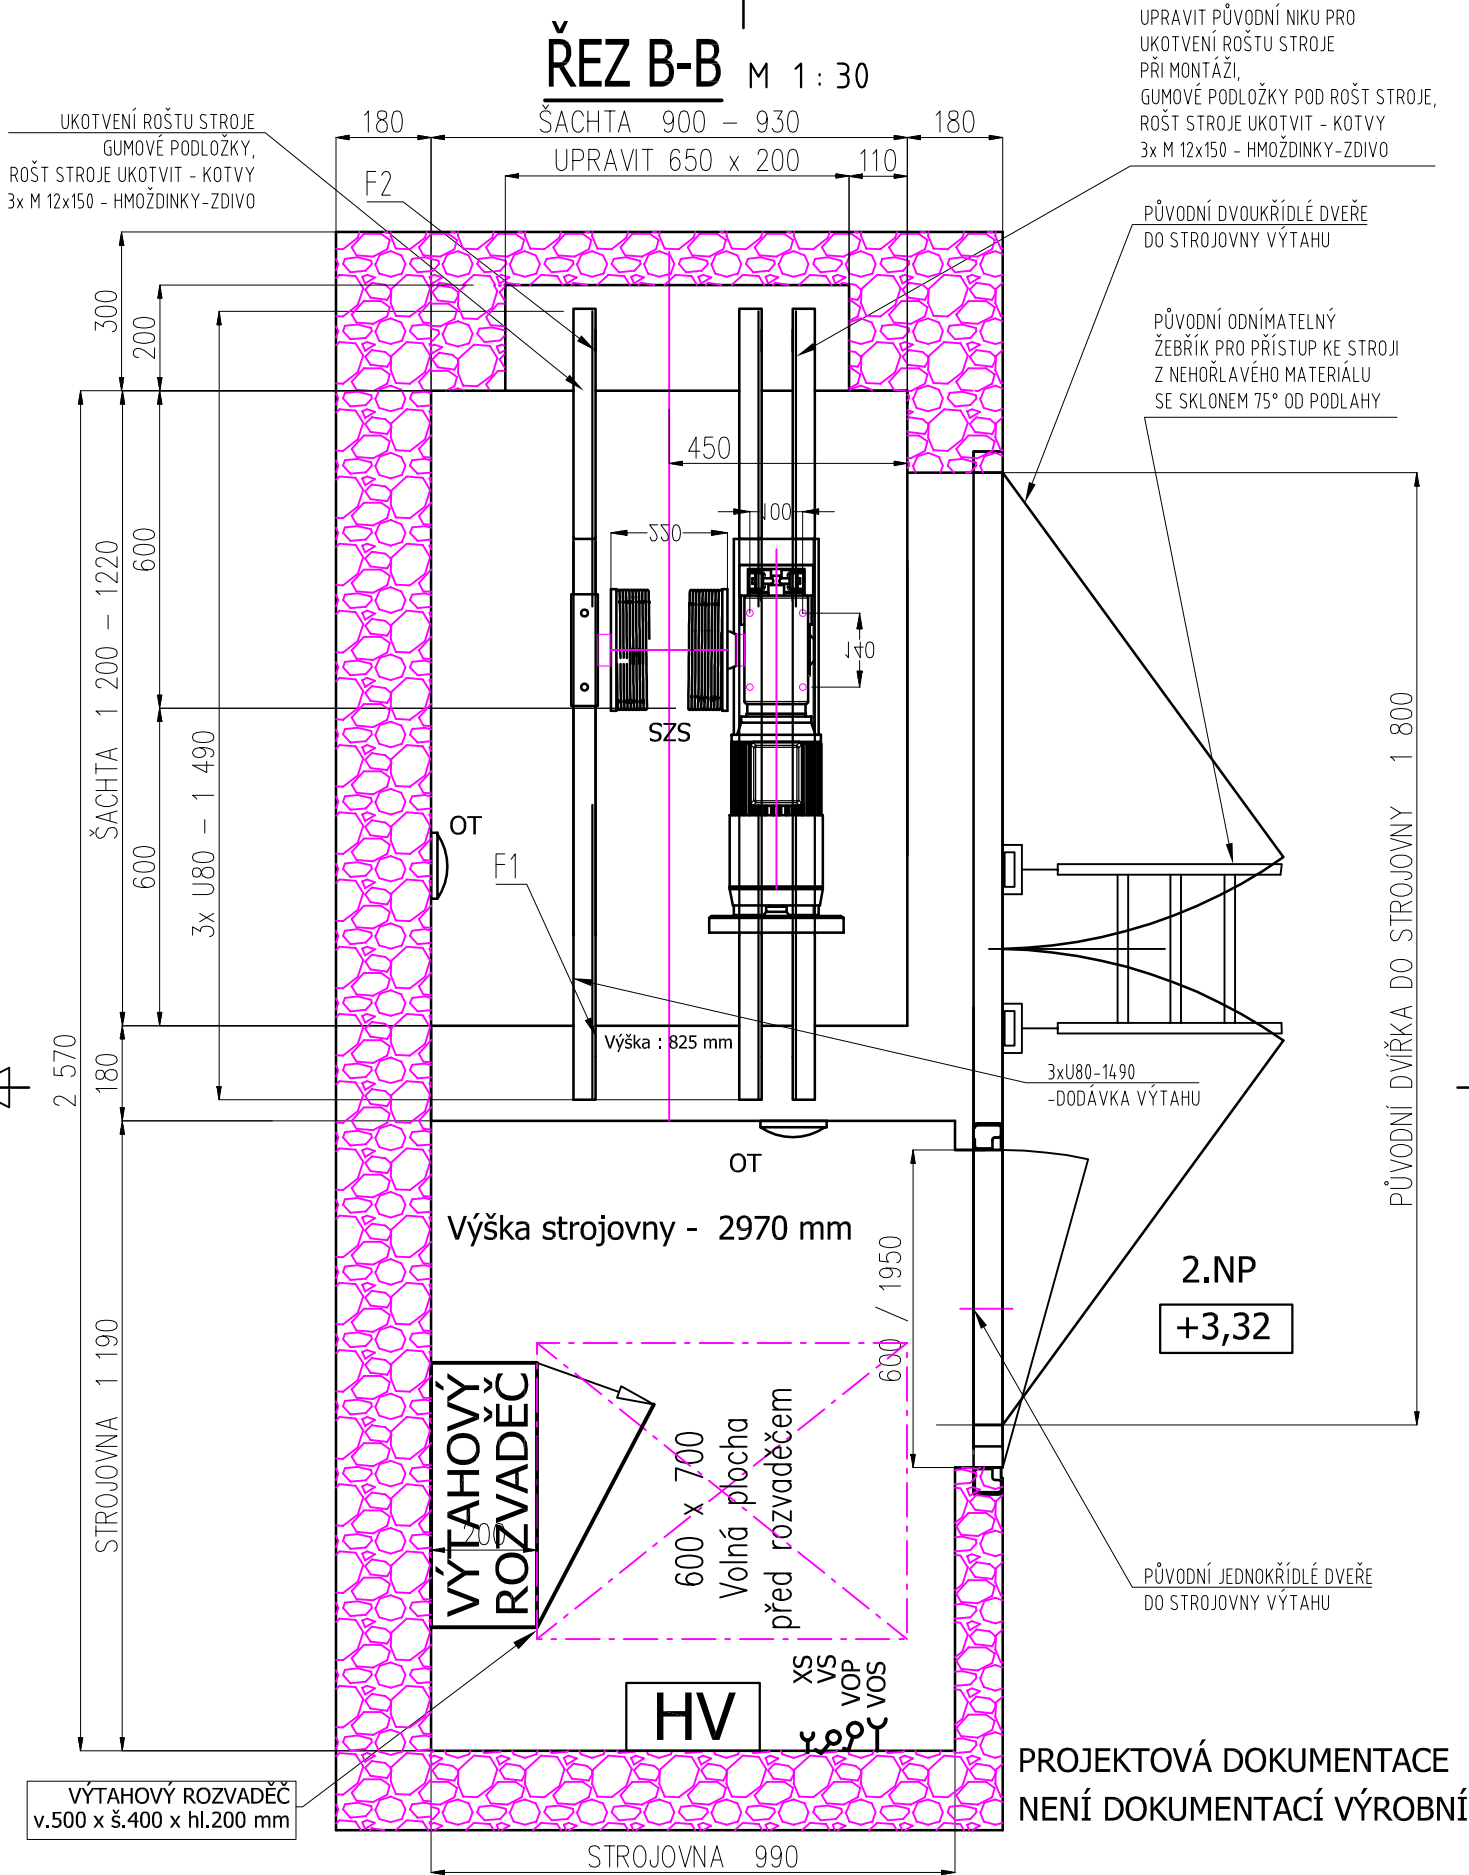 ŘEZ B-B M 1:30
UPRAVIT PŮVODNÍ NIKU PRO
UKOTVENÍ ROŠTU STROJE
PŘI MONTÁŽI,
GUMOVÉ PODLOŽKY POD ROŠT STROJE,
ROŠT STROJE UKOTVIT - KOTVY
3x M 12x150 - HMOŽDINKY-ZDIVO
UKOTVENÍ ROŠTU STROJE
GUMOVÉ PODLOŽKY,
ROŠT STROJE UKOTVIT - KOTVY
3x M 12x150 - HMOŽDINKY-ZDIVO
180
ŠACHTA 900 - 930
180
UPRAVIT 650 x 200
110
F2
PŮVODNÍ DVOUKŘÍDLÉ DVEŘE
DO STROJOVNY VÝTAHU
PŮVODNÍ ODNÍMATELNÝ
ŽEBŘÍK PRO PŘÍSTUP KE STROJI
Z NEHOŘLAVÉHO MATERIÁLU
SE SKLONEM 75° OD PODLAHY
300
200
450
100
220
140
600
ŠACHTA 1 200 - 1220
600
3x U80 - 1 490
SZS
OT
F1
PŮVODNÍ DVÍŘKA DO STROJOVNY 1 800
Výška : 825 mm
2 570
180
3xU80-1490
-DODÁVKA VÝTAHU
OT
Výška strojovny - 2970 mm
600 / 1950
2.NP
+3,32
STROJOVNA 1 190
VÝTAHOVÝ
ROZVADĚČ
200
600 x 700
Volná plocha
před rozvaděčem
PŮVODNÍ JEDNOKŘÍDLÉ DVEŘE
DO STROJOVNY VÝTAHU
XS
VS
VOP
VOS
HV
VÝTAHOVÝ ROZVADĚČ
v.500 x š.400 x hl.200 mm
PROJEKTOVÁ DOKUMENTACE
NENÍ DOKUMENTACÍ VÝROBNÍ
STROJOVNA 990